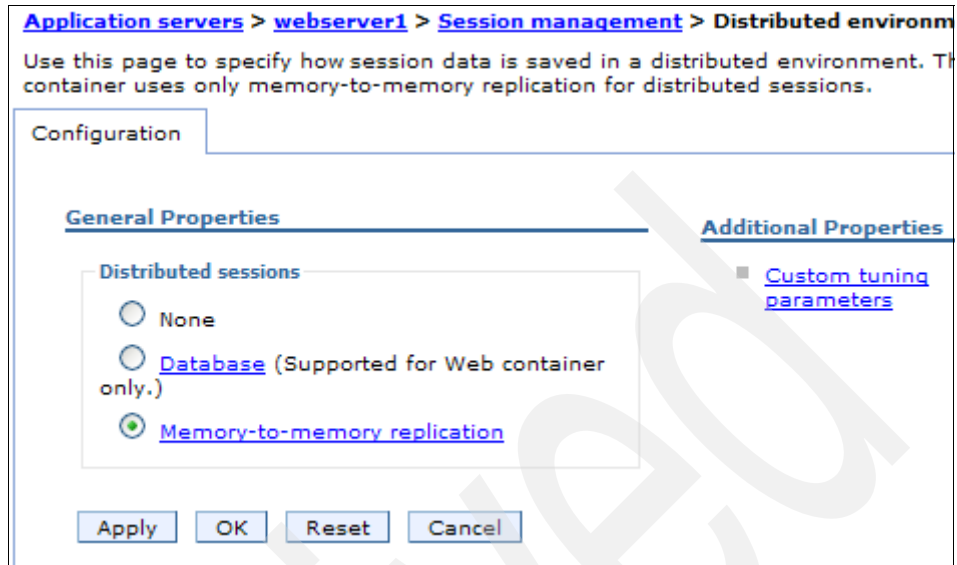 Application servers > webserver1 > Session management > Distributed environm
Use this page to specify how session data is saved in a distributed environment. Th
container uses only memory-to-memory replication for distributed sessions.
Configuration
General Properties
Additional Properties
Distributed sessions
None
Database (Supported for Web container
only.)
Memory-to-memory replication
Custom tuning
parameters
Apply OK Reset Cancel